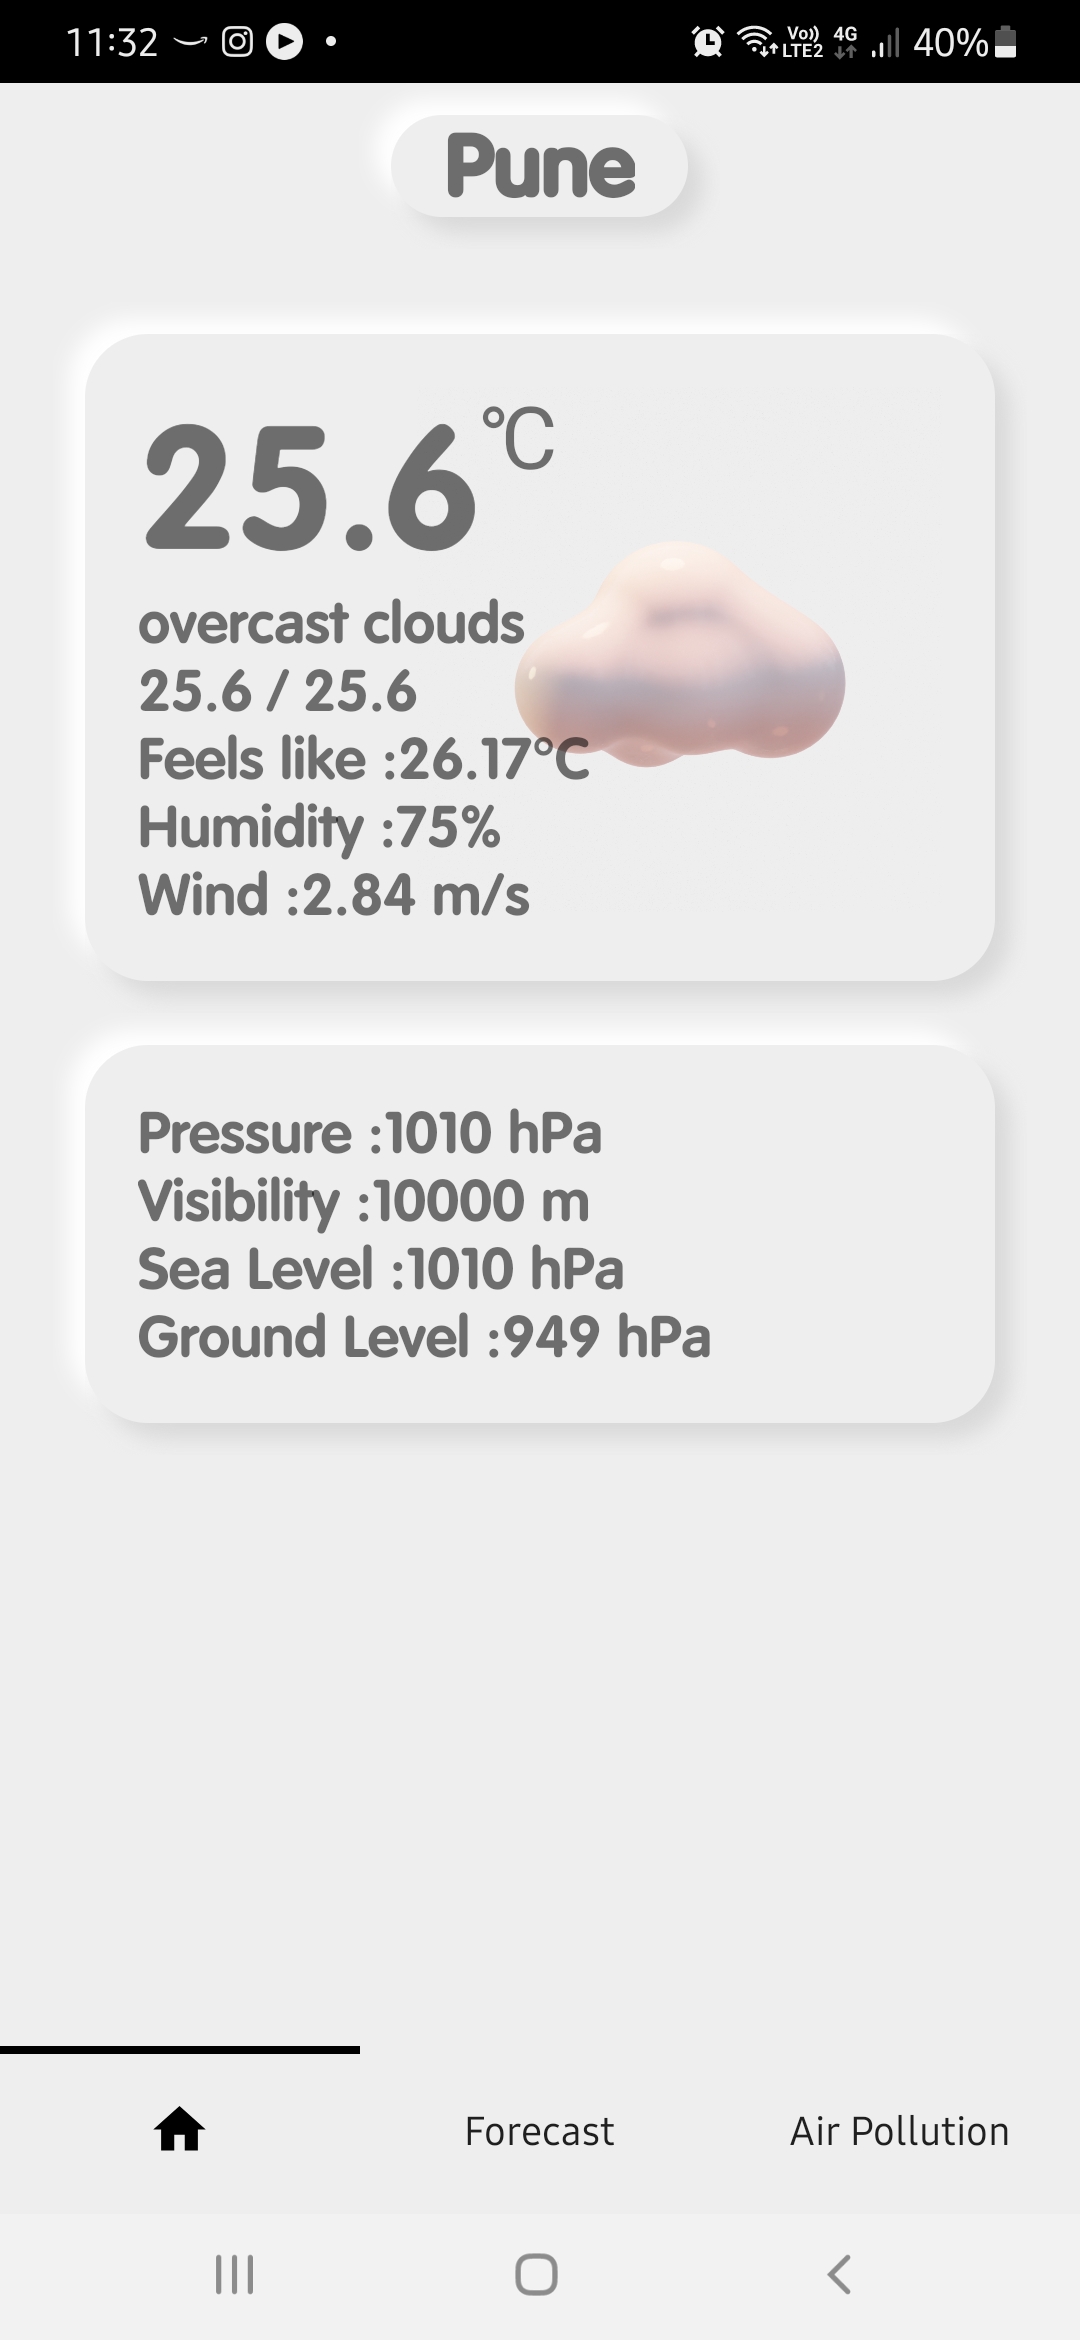 11:32 Vo)) LTE2 4G 40%
Pune
25.6 °C
overcast clouds
25.6 / 25.6
Feels like :26.17°C
Humidity :75%
Wind :2.84 m/s
Pressure :1010 hPa
Visibility :10000 m
Sea Level :1010 hPa
Ground Level :949 hPa
Forecast Air Pollution